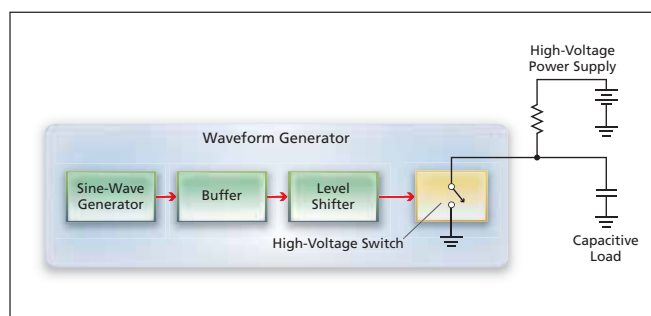 High-Voltage
Power Supply
Waveform Generator
Sine-Wave
Generator
Buffer
Level
Shifter
High-Voltage Switch
Capacitive
Load